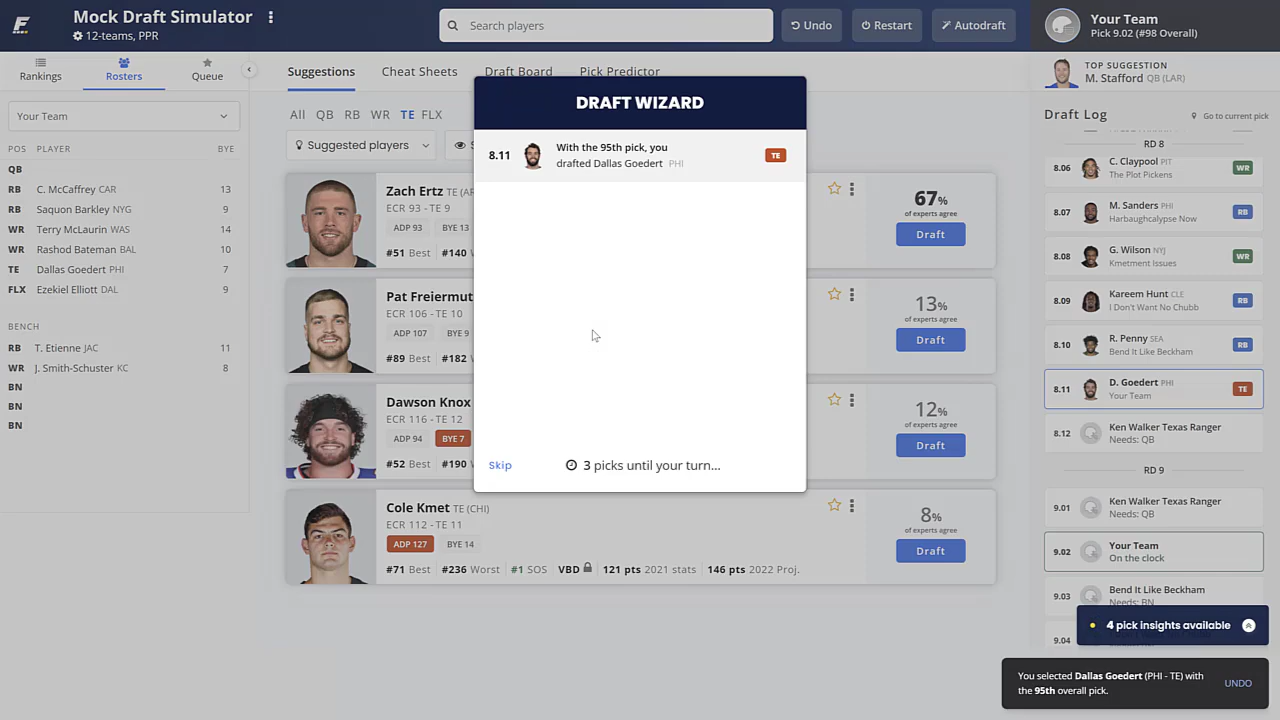 Mock Draft Simulator
12-teams, PPR
Search players
Undo
Restart
Autodraft
Your Team
Pick 9.02 (#98 Overall)
Rankings
Rosters
Queue
Suggestions
Cheat Sheets
Draft Board
Pick Predictor
TOP SUGGESTION
M. Stafford QB (LAR)
Your Team
All QB RB WR TE FLX
Suggested players
Draft Log
Go to current pick
POS PLAYER BYE
QB
RB C. McCaffrey CAR 13
RB Saquon Barkley NYG 9
WR Terry McLaurin WAS 14
WR Rashod Bateman BAL 10
TE Dallas Goedert PHI 7
FLX Ezekiel Elliott DAL 9
BENCH
RB T. Etienne JAC 11
WR J. Smith-Schuster KC 8
BN
BN
BN
Zach Ertz TE
ECR 94 - TE 9
ADP 93 BYE 13
#51 Best #140
67%
of experts agree
Draft
Pat Freiermut
ECR 106 - TE 10
ADP 107 BYE 9
#89 Best #182
13%
of experts agree
Draft
Dawson Knox
ECR 116 - TE 12
ADP 94 BYE 7
#52 Best #190
12%
of experts agree
Draft
Cole Kmet TE (CHI)
ECR 112 - TE 11
ADP 127 BYE 14
#71 Best #236 Worst #1 SOS VBD 121 pts 2021 stats 146 pts 2022 Proj.
8%
of experts agree
Draft
DRAFT WIZARD
8.11 With the 95th pick, you
drafted Dallas Goedert PHI
TE
Skip
3 picks until your turn...
RD 8
8.06 C. Claypool PIT WR
The Plot Pickens
8.07 M. Sanders PHI RB
Harbaughcalypse Now
8.08 G. Wilson NYJ WR
Kmetment Issues
8.09 Kareem Hunt CLE RB
I Don't Want No Chubb
8.10 R. Penny SEA RB
Bend It Like Beckham
8.11 D. Goedert PHI TE
Your Team
8.12 Ken Walker Texas Ranger
Needs: QB
RD 9
9.01 Ken Walker Texas Ranger
Needs: QB
9.02 Your Team
On the clock
9.03 Bend It Like Beckham
Needs: BN
9.04
4 pick insights available
You selected Dallas Goedert (PHI - TE) with
the 95th overall pick.
UNDO